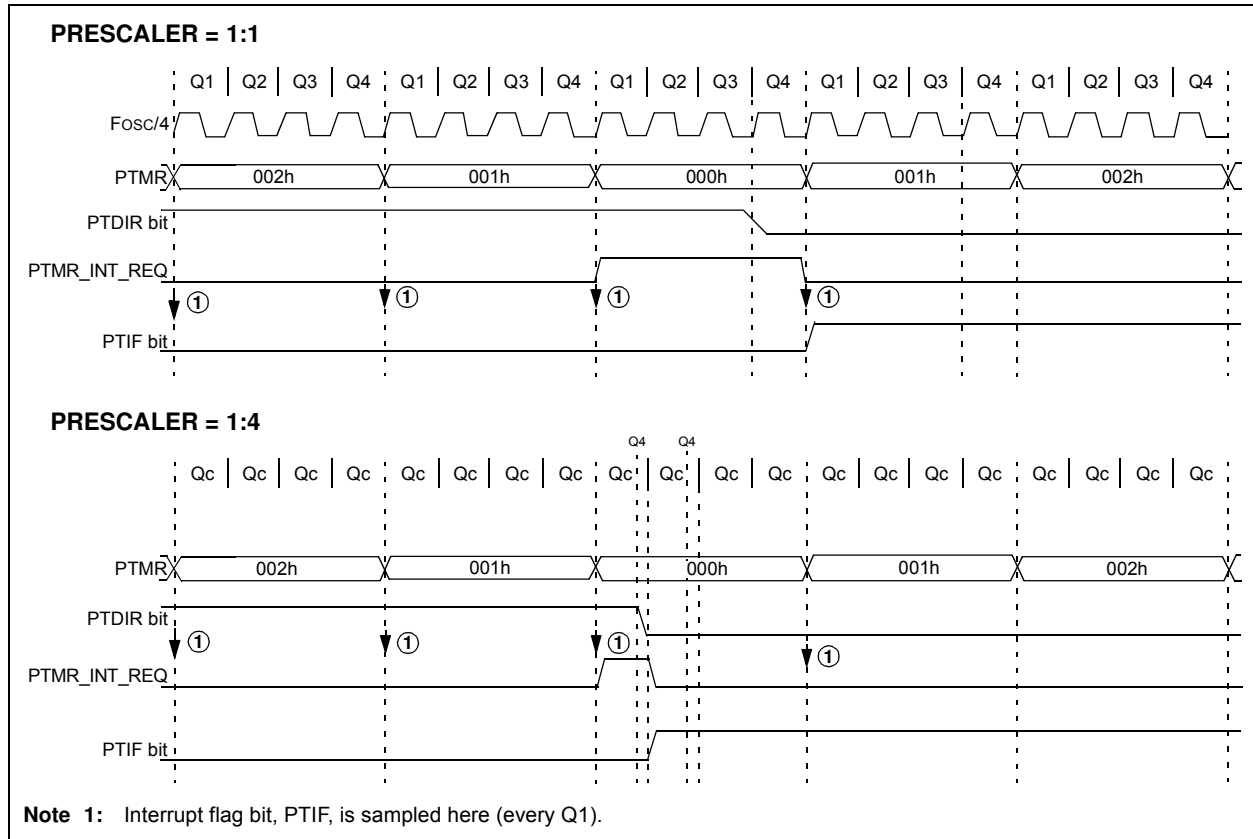 PRESCALER = 1:1
Q1 Q2 Q3 Q4 Q1 Q2 Q3 Q4 Q1 Q2 Q3 Q4 Q1 Q2 Q3 Q4 Q1 Q2 Q3 Q4
Fosc/4
PTMR 002h 001h 000h 001h 002h
PTDIR bit
PTMR_INT_REQ
1 1 1 1
PTIF bit
PRESCALER = 1:4
Q4 Q4
Qc Qc Qc Qc Qc Qc Qc Qc Qc Qc Qc Qc Qc Qc Qc Qc Qc Qc Qc Qc
PTMR 002h 001h 000h 001h 002h
PTDIR bit
1 1 1 1
PTMR_INT_REQ
PTIF bit
Note 1: Interrupt flag bit, PTIF, is sampled here (every Q1).